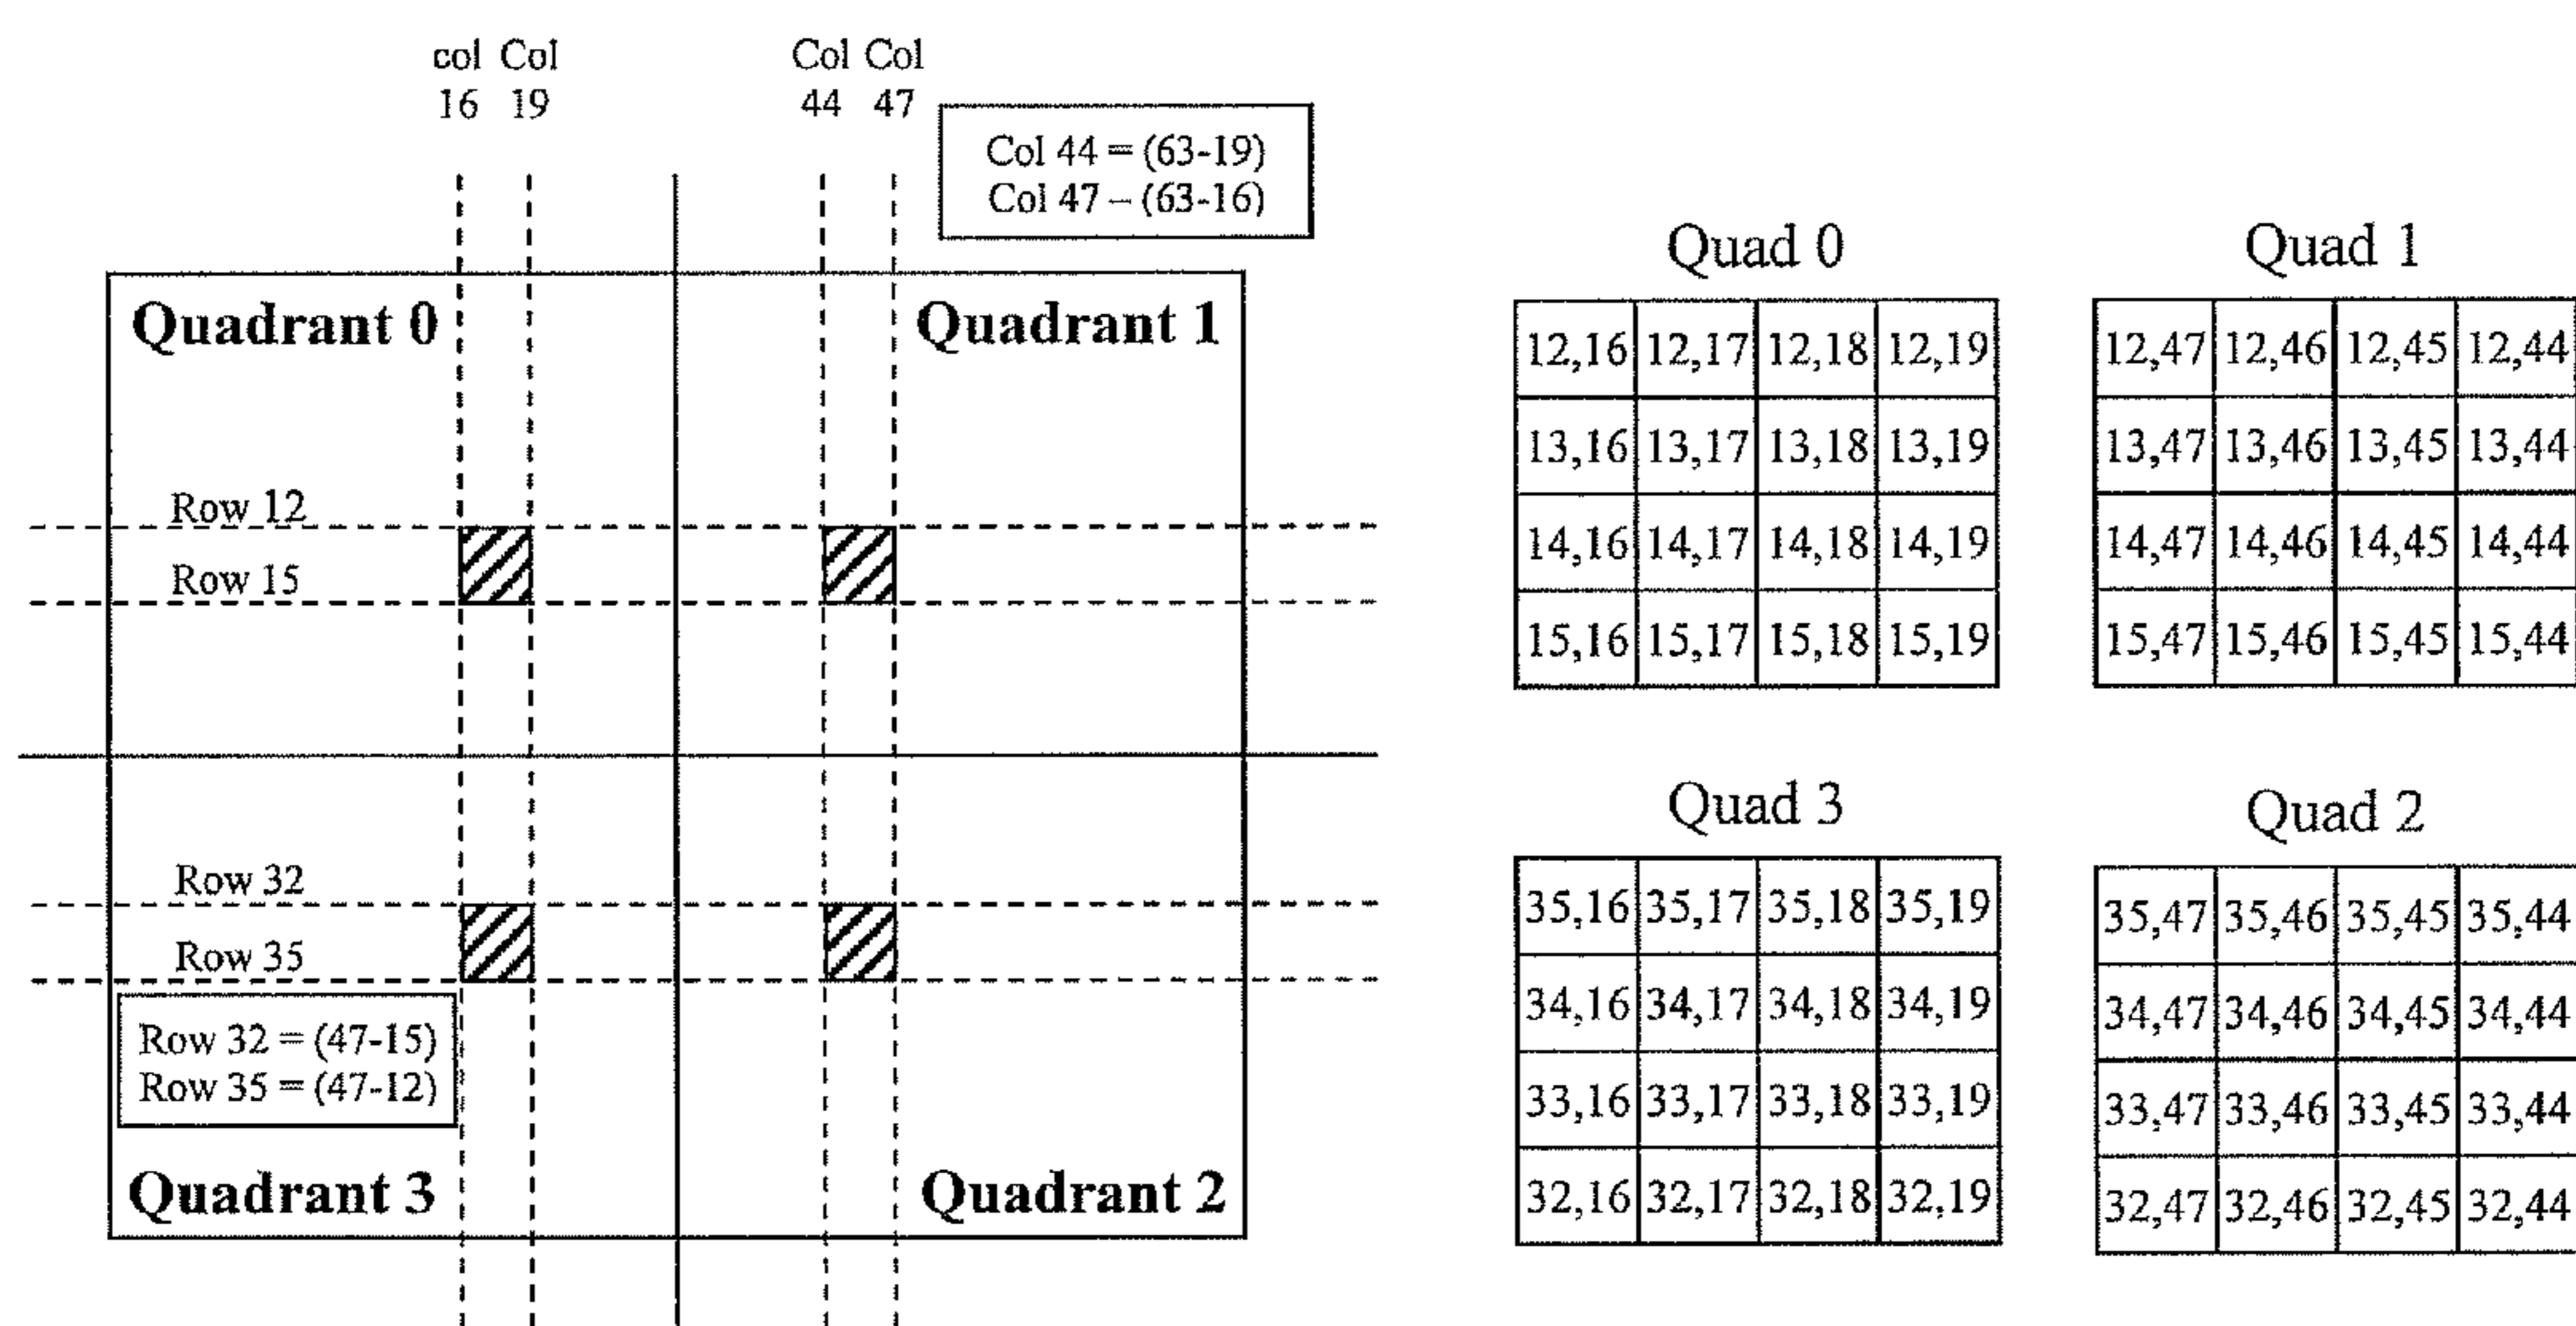 col Col
16 19
Col Col
44 47
Col 44 = (63-19)
Col 47 – (63-16)
Quadrant 0
Quadrant 1
Row 12
Row 15
Row 32
Row 35
Row 32 = (47-15)
Row 35 = (47-12)
Quadrant 3
Quadrant 2
Quad 0
12,16 12,17 12,18 12,19
13,16 13,17 13,18 13,19
14,16 14,17 14,18 14,19
15,16 15,17 15,18 15,19
Quad 1
12,47 12,46 12,45 12,44
13,47 13,46 13,45 13,44
14,47 14,46 14,45 14,44
15,47 15,46 15,45 15,44
Quad 3
35,16 35,17 35,18 35,19
34,16 34,17 34,18 34,19
33,16 33,17 33,18 33,19
32,16 32,17 32,18 32,19
Quad 2
35,47 35,46 35,45 35,44
34,47 34,46 34,45 34,44
33,47 33,46 33,45 33,44
32,47 32,46 32,45 32,44